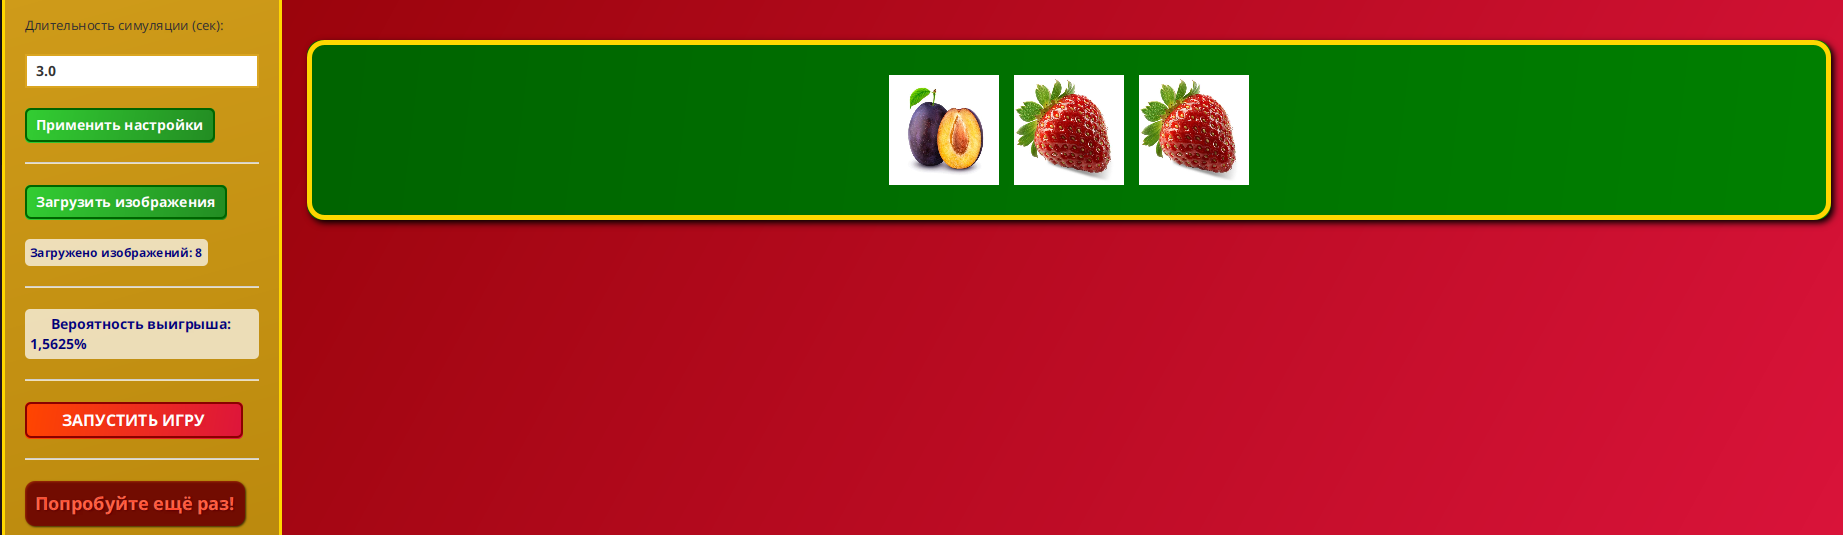 Длительность симуляции (сек):
3.0
Применить настройки
Загрузить изображения
Загружено изображений: 8
Вероятность выигрыша:
1,5625%
ЗАПУСТИТЬ ИГРУ
Попробуйте ещё раз!